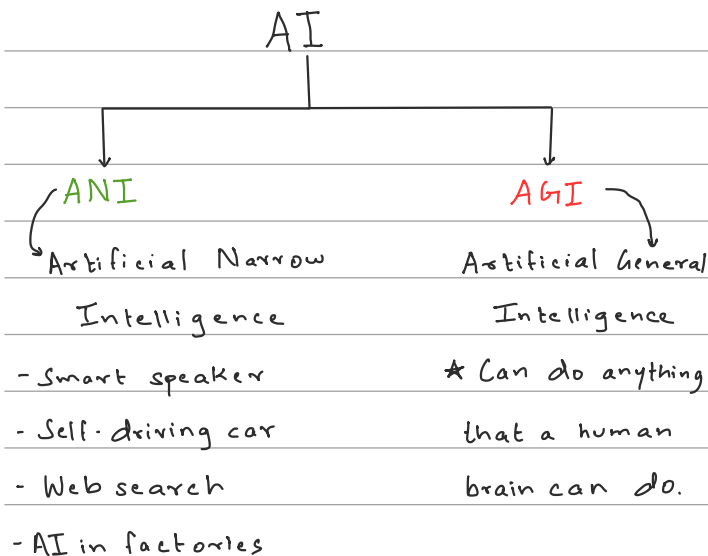 AI
ANI
AGI
Artificial Narrow
Intelligence
- Smart speaker
- Self-driving car
- Web search
- AI in factories
Artificial General
Intelligence
★ Can do anything
that a human
brain can do.